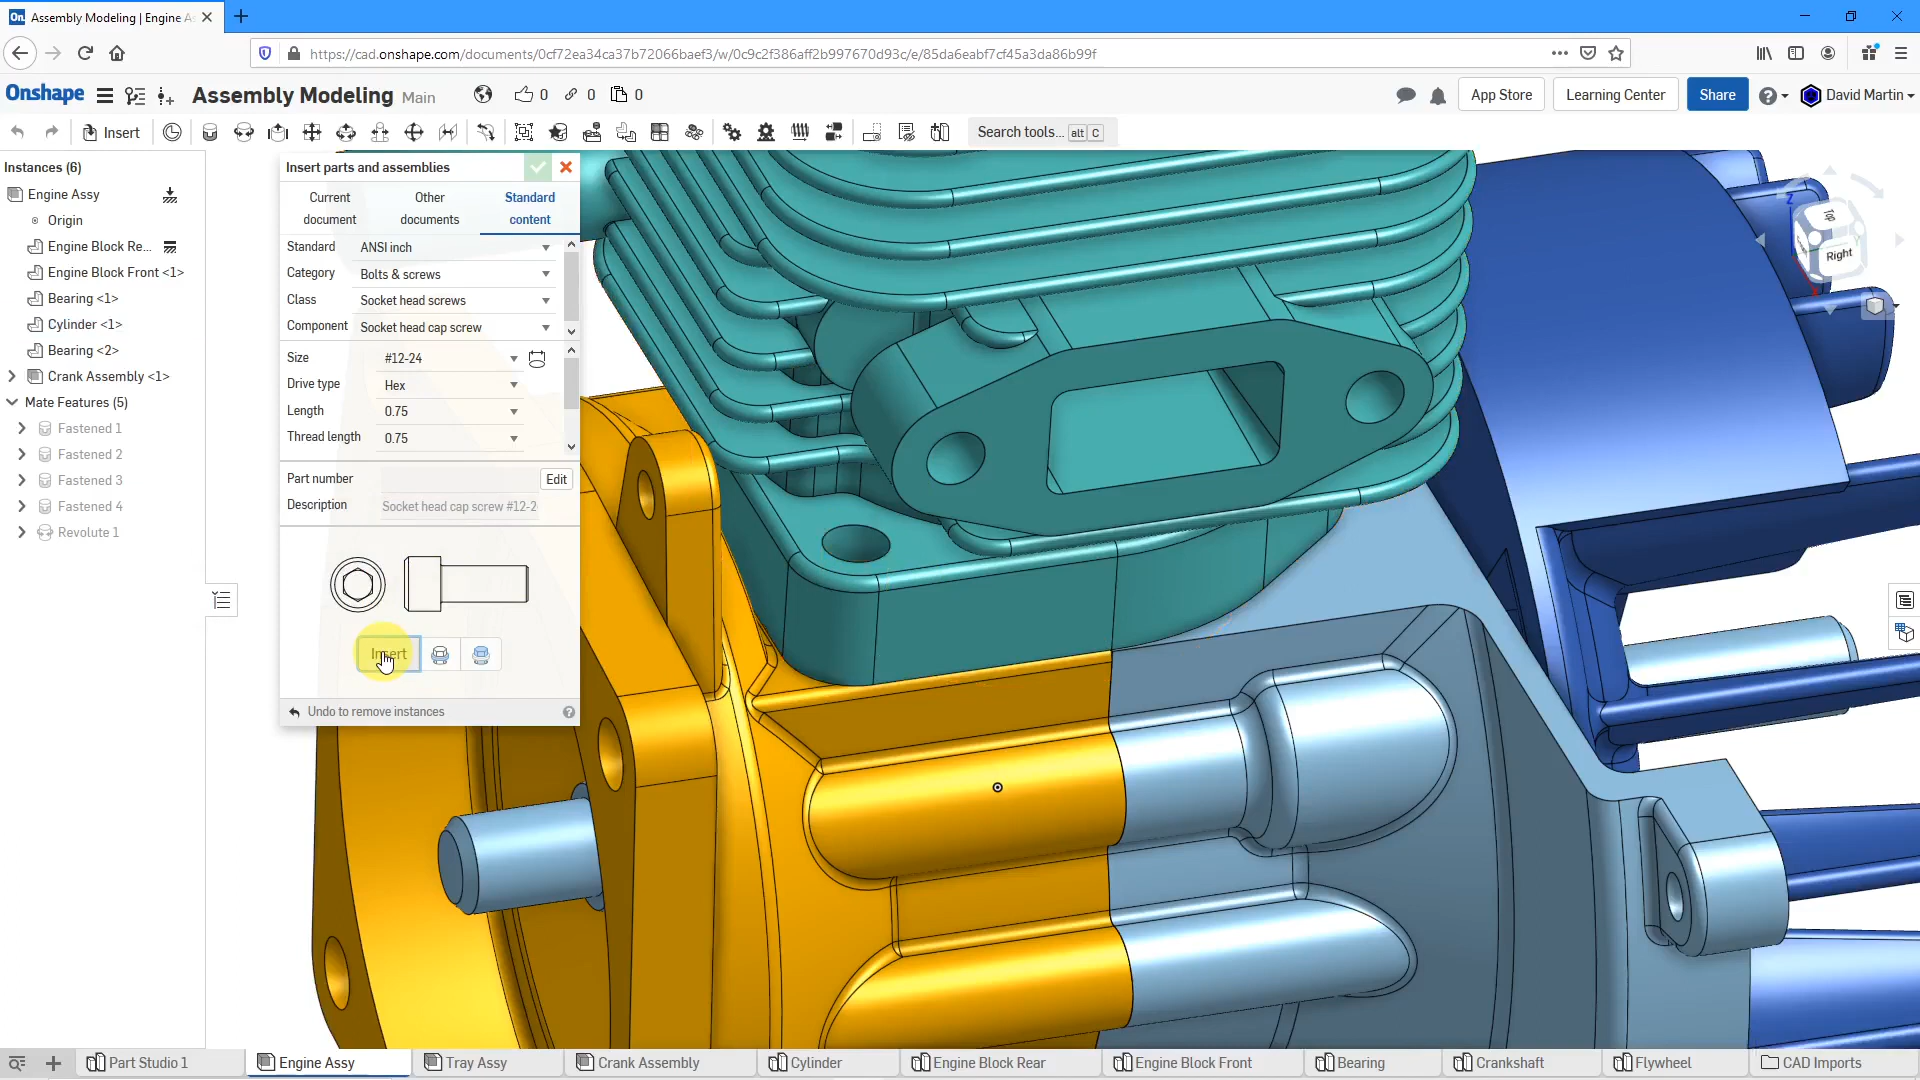 On. Assembly Modeling | Engine As
https://cad.onshape.com/documents/0cf72ea34ca37b72066baef3/w/0c9c2f386aff2b997670d93c/e/85da6eabf7cf45a3da86b99f
Onshape Assembly Modeling Main 0 0 0 App Store Learning Center Share David Martin
Insert Search tools... alt C
Instances (6)
Engine Assy
Origin
Engine Block Re...
Engine Block Front <1>
Bearing <1>
Cylinder <1>
Bearing <2>
Crank Assembly <1>
Mate Features (5)
Fastened 1
Fastened 2
Fastened 3
Fastened 4
Revolute 1
Insert parts and assemblies
Current document
Other documents
Standard content
Standard ANSI inch
Category Bolts & screws
Class Socket head screws
Component Socket head cap screw
Size #12-24
Drive type Hex
Length 0.75
Thread length 0.75
Part number Edit
Description Socket head cap screw #12-2
Insert
Undo to remove instances
Z
Top
Right
Part Studio 1 Engine Assy Tray Assy Crank Assembly Cylinder Engine Block Rear Engine Block Front Bearing Crankshaft Flywheel CAD Imports